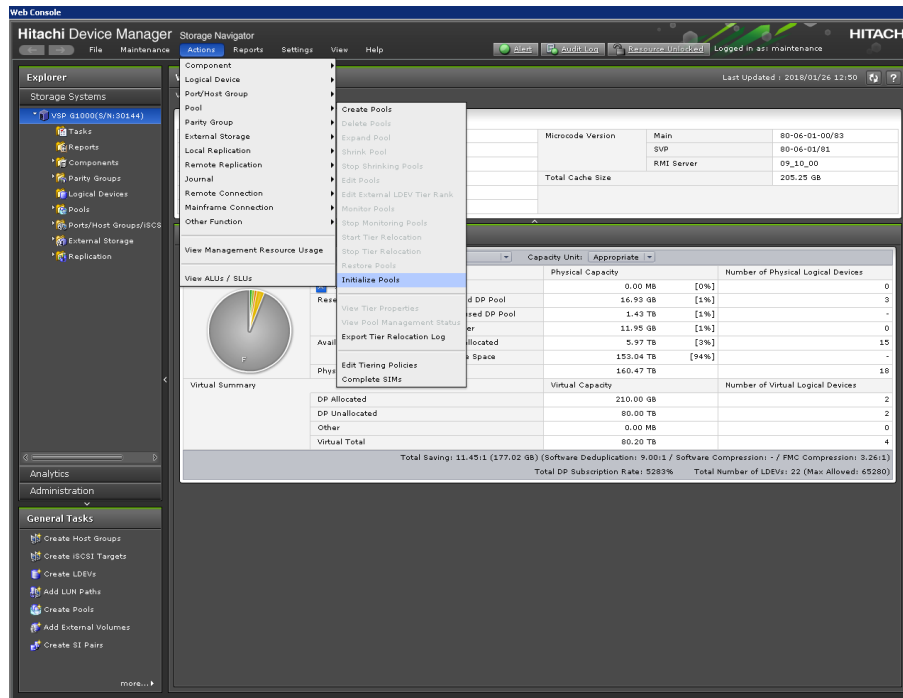 Web Console
Hitachi Device Manager Storage Navigator
HITACH
File Maintenance Actions Reports Settings View Help
Alert Audit Log Resource Unlocked Logged in as: maintenance
Explorer
Last Updated : 2018/01/26 12:50
Storage Systems
VSP G1000(S/N:30144)
Tasks
Reports
Components
Parity Groups
Logical Devices
Pools
Ports/Host Groups/iSCS
External Storage
Replication
Component
Logical Device
Port/Host Group
Pool
Parity Group
External Storage
Local Replication
Remote Replication
Journal
Remote Connection
Mainframe Connection
Other Function
View Management Resource Usage
View ALUs / SLUs
Create Pools
Delete Pools
Expand Pool
Shrink Pool
Stop Shrinking Pools
Edit Pools
Edit External LDEV Tier Rank
Monitor Pools
Stop Monitoring Pools
Start Tier Relocation
Stop Tier Relocation
Restore Pools
Initialize Pools
View Tier Properties
View Pool Management Status
Export Tier Relocation Log
Edit Tiering Policies
Complete SIMs
Microcode Version Main 80-06-01-00/83
SVP 80-06-01/81
RMI Server 09_10_00
Total Cache Size 205.25 GB
Capacity Unit: Appropriate
Physical Capacity Number of Physical Logical Devices
0.00 MB [0%] 0
Rese d DP Pool 16.93 GB [1%] 3
sed DP Pool 1.43 TB [1%] -
er 11.95 GB [1%] 0
Avail llocated 5.97 TB [3%] 15
e Space 153.04 TB [94%] -
Phys 160.47 TB 18
F
Virtual Summary Virtual Capacity Number of Virtual Logical Devices
DP Allocated 210.00 GB 2
DP Unallocated 80.00 TB 2
Other 0.00 MB 0
Virtual Total 80.20 TB 4
Total Saving: 11.45:1 (177.02 GB) (Software Deduplication: 9.00:1 / Software Compression: - / FMC Compression: 3.26:1)
Total DP Subscription Rate: 5283% Total Number of LDEVs: 22 (Max Allowed: 65280)
Analytics
Administration
General Tasks
Create Host Groups
Create iSCSI Targets
Create LDEVs
Add LUN Paths
Create Pools
Add External Volumes
Create SI Pairs
more...